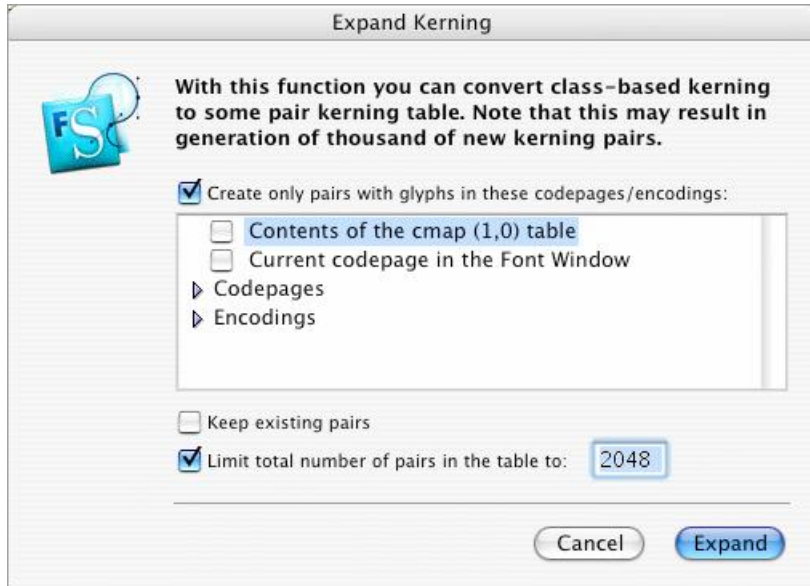 Expand Kerning
With this function you can convert class-based kerning
to some pair kerning table. Note that this may result in
generation of thousand of new kerning pairs.
FS
Create only pairs with glyphs in these codepages/encodings:
Contents of the cmap (1,0) table
Current codepage in the Font Window
Codepages
Encodings
Keep existing pairs
Limit total number of pairs in the table to: 2048
Cancel Expand